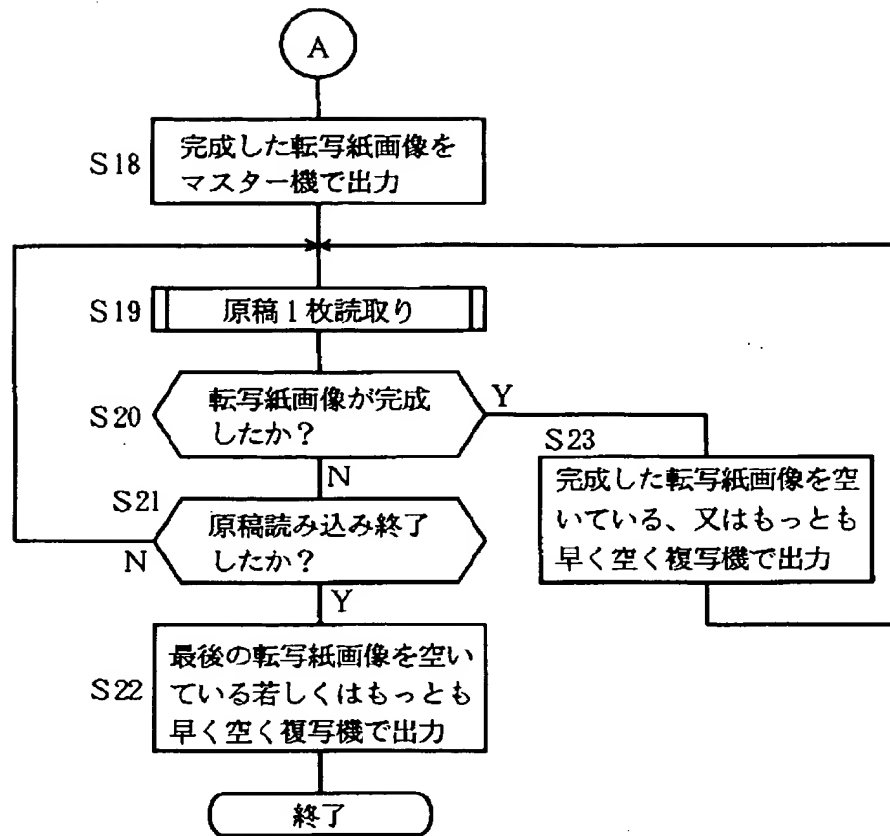 A
S18
完成した転写紙画像を
マスター機で出力
S19
原稿1枚読取り
S20
転写紙画像が完成
したか？
Y
N
S23
完成した転写紙画像を空
いている、又はもっとも
早く空く複写機で出力
S21
原稿読み込み終了
したか？
N
Y
S22
最後の転写紙画像を空い
ている若しくはもっとも
早く空く複写機で出力
終了